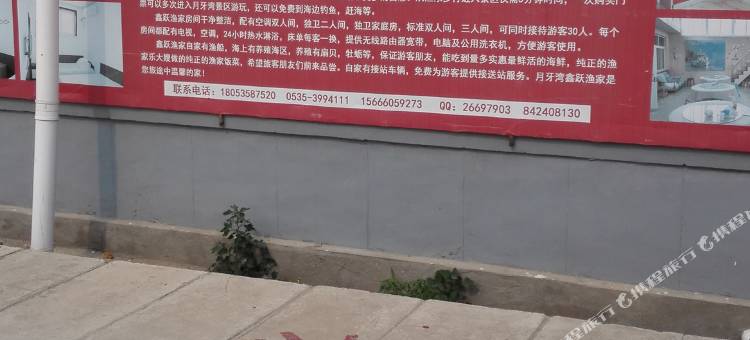 票可以多次进入月牙湾景区游玩，还可以免费到海边钓鱼，赶海等。
鑫跃渔家房间干净整洁，配有空调双人间，独卫二人间，独卫家庭房，标准双人间，三人间，可同时接待游客30人。每个
房间都配有电视，空调，24小时热水淋浴，床单每客一换，提供无线路由器宽带，电脑及公用洗衣机，方便游客使用。
鑫跃渔家自家有渔船，海上有养殖海区，养殖有扇贝，牡蛎等，保证游客朋友，能吃到量多实惠最鲜活的海鲜，纯正的渔
家乐大嫂做的纯正的渔家饭菜，希望旅客朋友们前来品尝。自家有接站车辆，免费为游客提供接送站服务。月牙湾鑫跃渔家是
您旅途中温馨的家！
联系电话：18053587520 0535-3994111 15666059273 QQ：26697903 842408130
携程旅行
携程旅行
携程